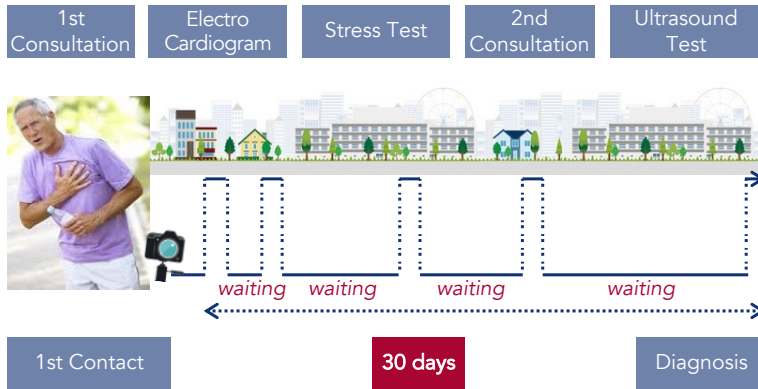 1st
Consultation
Electro
Cardiogram
Stress Test
2nd
Consultation
Ultrasound
Test
waiting
waiting
waiting
waiting
1st Contact
30 days
Diagnosis